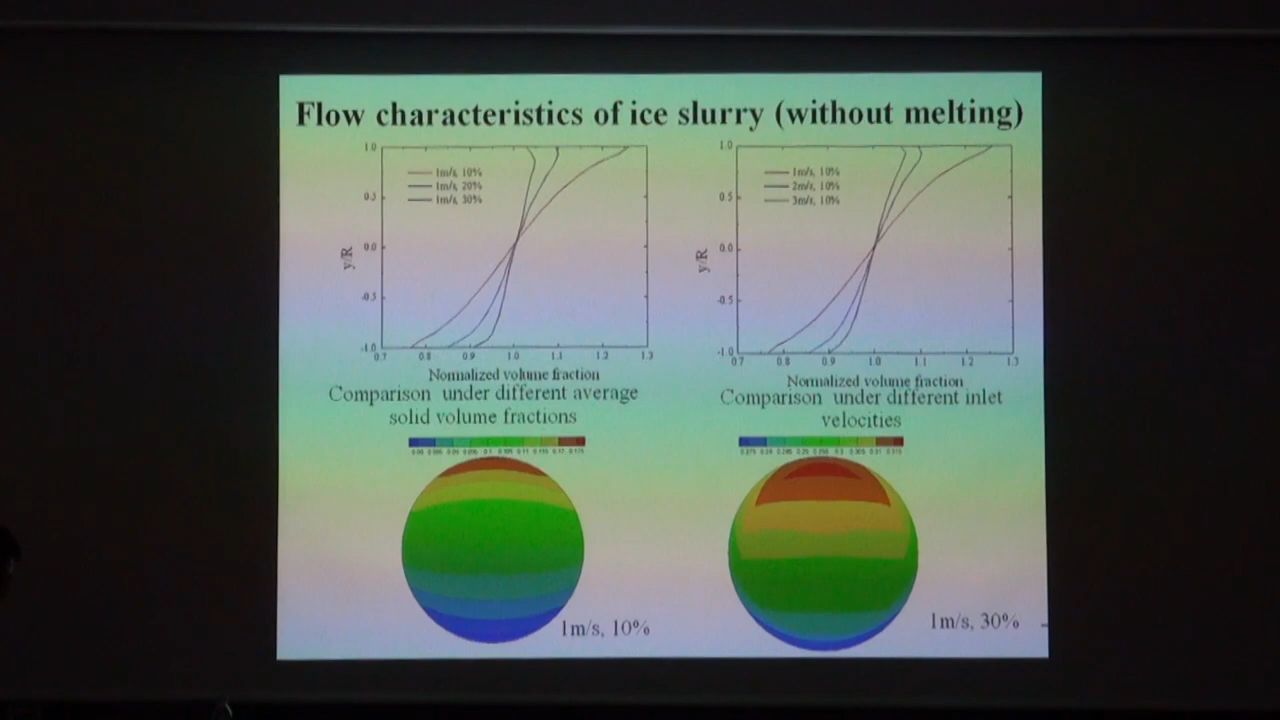 Flow characteristics of ice slurry (without melting)
1.0
0.5
0.0
-0.5
-1.0
y/R
1m/s, 10%
1m/s, 20%
1m/s, 30%
0.7 0.8 0.9 1.0 1.1 1.2 1.3
Normalized volume fraction
Comparison under different average
solid volume fractions
1.0
0.5
0.0
-0.5
-1.0
y/R
1m/s, 10%
2m/s, 10%
3m/s, 10%
0.7 0.8 0.9 1.0 1.1 1.2 1.3
Normalized volume fraction
Comparison under different inlet
velocities
1m/s, 10%
1m/s, 30%